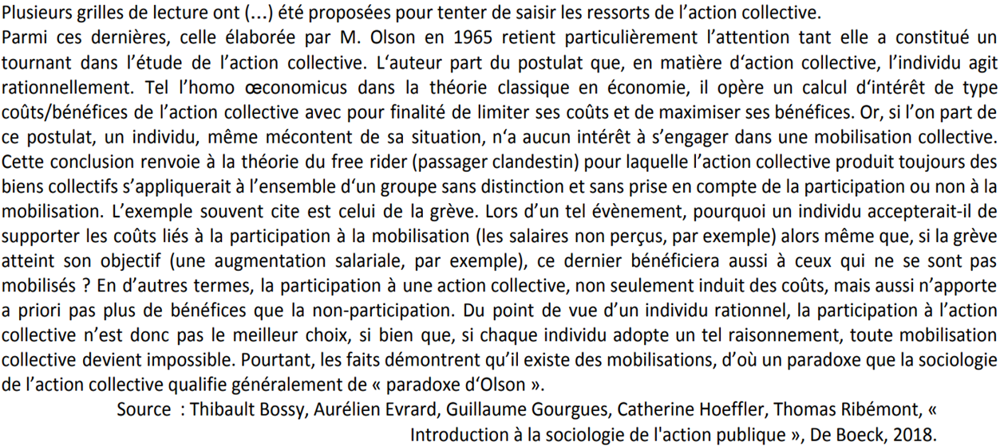 Plusieurs grilles de lecture ont (…) été proposées pour tenter de saisir les ressorts de l’action collective.
Parmi ces dernières, celle élaborée par M. Olson en 1965 retient particulièrement l’attention tant elle a constitué un
tournant dans l’étude de l’action collective. L‘auteur part du postulat que, en matière d‘action collective, l’individu agit
rationnellement. Tel l’homo œconomicus dans la théorie classique en économie, il opère un calcul d‘intérêt de type
coûts/bénéfices de l’action collective avec pour finalité de limiter ses coûts et de maximiser ses bénéfices. Or, si l’on part de
ce postulat, un individu, même mécontent de sa situation, n‘a aucun intérêt à s’engager dans une mobilisation collective.
Cette conclusion renvoie à la théorie du free rider (passager clandestin) pour laquelle l’action collective produit toujours des
biens collectifs s’appliquerait à l’ensemble d‘un groupe sans distinction et sans prise en compte de la participation ou non à la
mobilisation. L’exemple souvent cite est celui de la grève. Lors d’un tel évènement, pourquoi un individu accepterait-il de
supporter les coûts liés à la participation à la mobilisation (les salaires non perçus, par exemple) alors même que, si la grève
atteint son objectif (une augmentation salariale, par exemple), ce dernier bénéficiera aussi à ceux qui ne se sont pas
mobilisés ? En d’autres termes, la participation à une action collective, non seulement induit des coûts, mais aussi n’apporte
a priori pas plus de bénéfices que la non-participation. Du point de vue d’un individu rationnel, la participation à l’action
collective n’est donc pas le meilleur choix, si bien que, si chaque individu adopte un tel raisonnement, toute mobilisation
collective devient impossible. Pourtant, les faits démontrent qu’il existe des mobilisations, d’où un paradoxe que la sociologie
de l’action collective qualifie généralement de « paradoxe d‘Olson ».
Source : Thibault Bossy, Aurélien Evrard, Guillaume Gourgues, Catherine Hoeffler, Thomas Ribémont, «
Introduction à la sociologie de l'action publique », De Boeck, 2018.